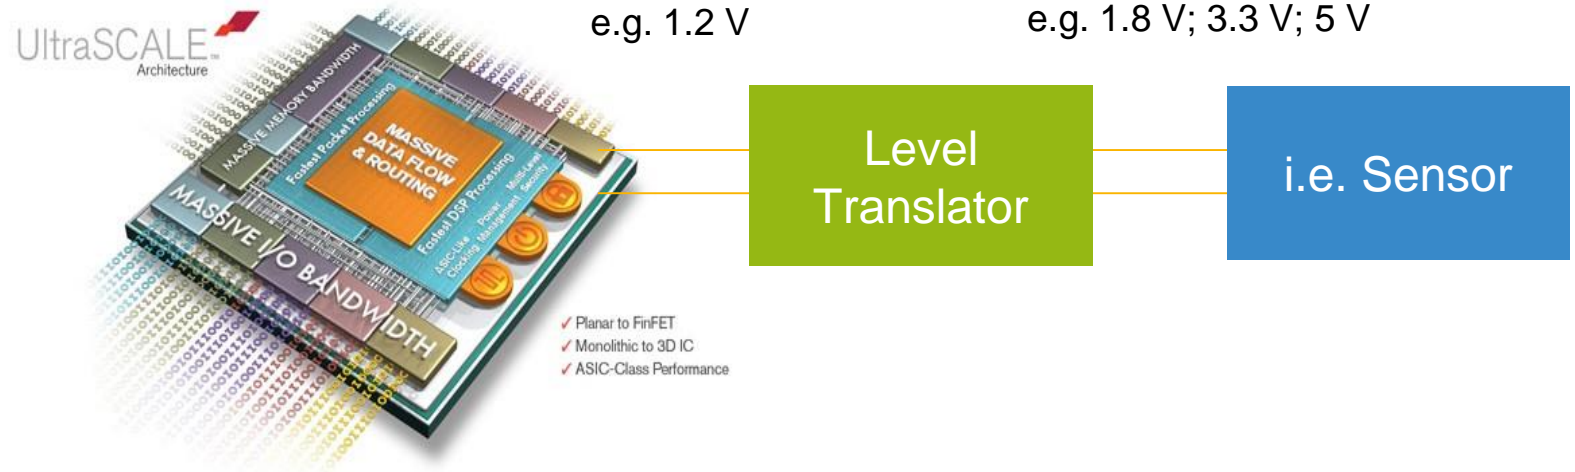 e.g. 1.2 V
e.g. 1.8 V; 3.3 V; 5 V
UltraSCALE™
Architecture
MASSIVE MEMORY BANDWIDTH
Fastest Packet Processing
MASSIVE
DATA FLOW
& ROUTING
Fastest DSP Processing
Multi-Level
Security
Power
Management
ASIC-Like
Clocking
MASSIVE I/O BANDWIDTH
Level
Translator
i.e. Sensor
✓ Planar to FinFET
✓ Monolithic to 3D IC
✓ ASIC-Class Performance